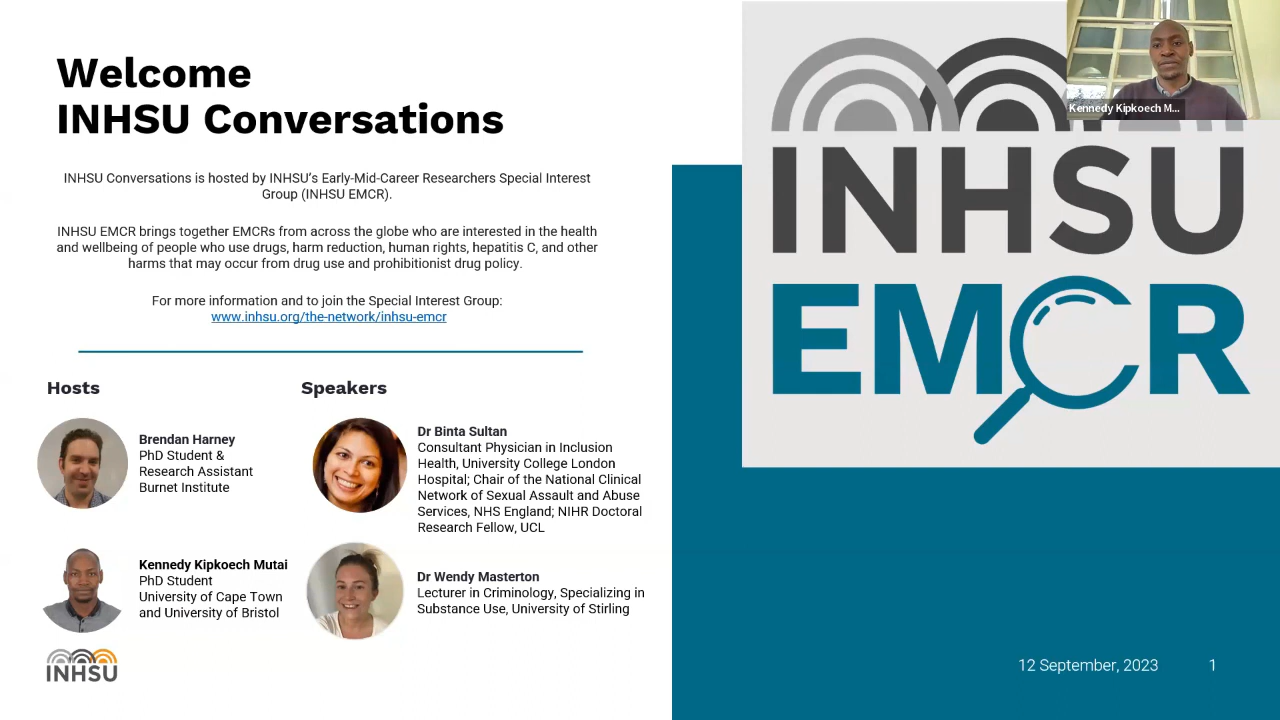 Welcome
INHSU Conversations
INHSU Conversations is hosted by INHSU's Early-Mid-Career Researchers Special Interest
Group (INHSU EMCR).
INHSU EMCR brings together EMCRs from across the globe who are interested in the health
and wellbeing of people who use drugs, harm reduction, human rights, hepatitis C, and other
harms that may occur from drug use and prohibitionist drug policy.
For more information and to join the Special Interest Group:
www.inhsu.org/the-network/inhsu-emcr
Hosts
Brendan Harney
PhD Student &
Research Assistant
Burnet Institute
Kennedy Kipkoech Mutai
PhD Student
University of Cape Town
and University of Bristol
Speakers
Dr Binta Sultan
Consultant Physician in Inclusion
Health, University College London
Hospital; Chair of the National Clinical
Network of Sexual Assault and Abuse
Services, NHS England; NIHR Doctoral
Research Fellow, UCL
Dr Wendy Masterton
Lecturer in Criminology, Specializing in
Substance Use, University of Stirling
INHSU
Kennedy Kipkoech M...
INHSU
EMCR
12 September, 2023 1